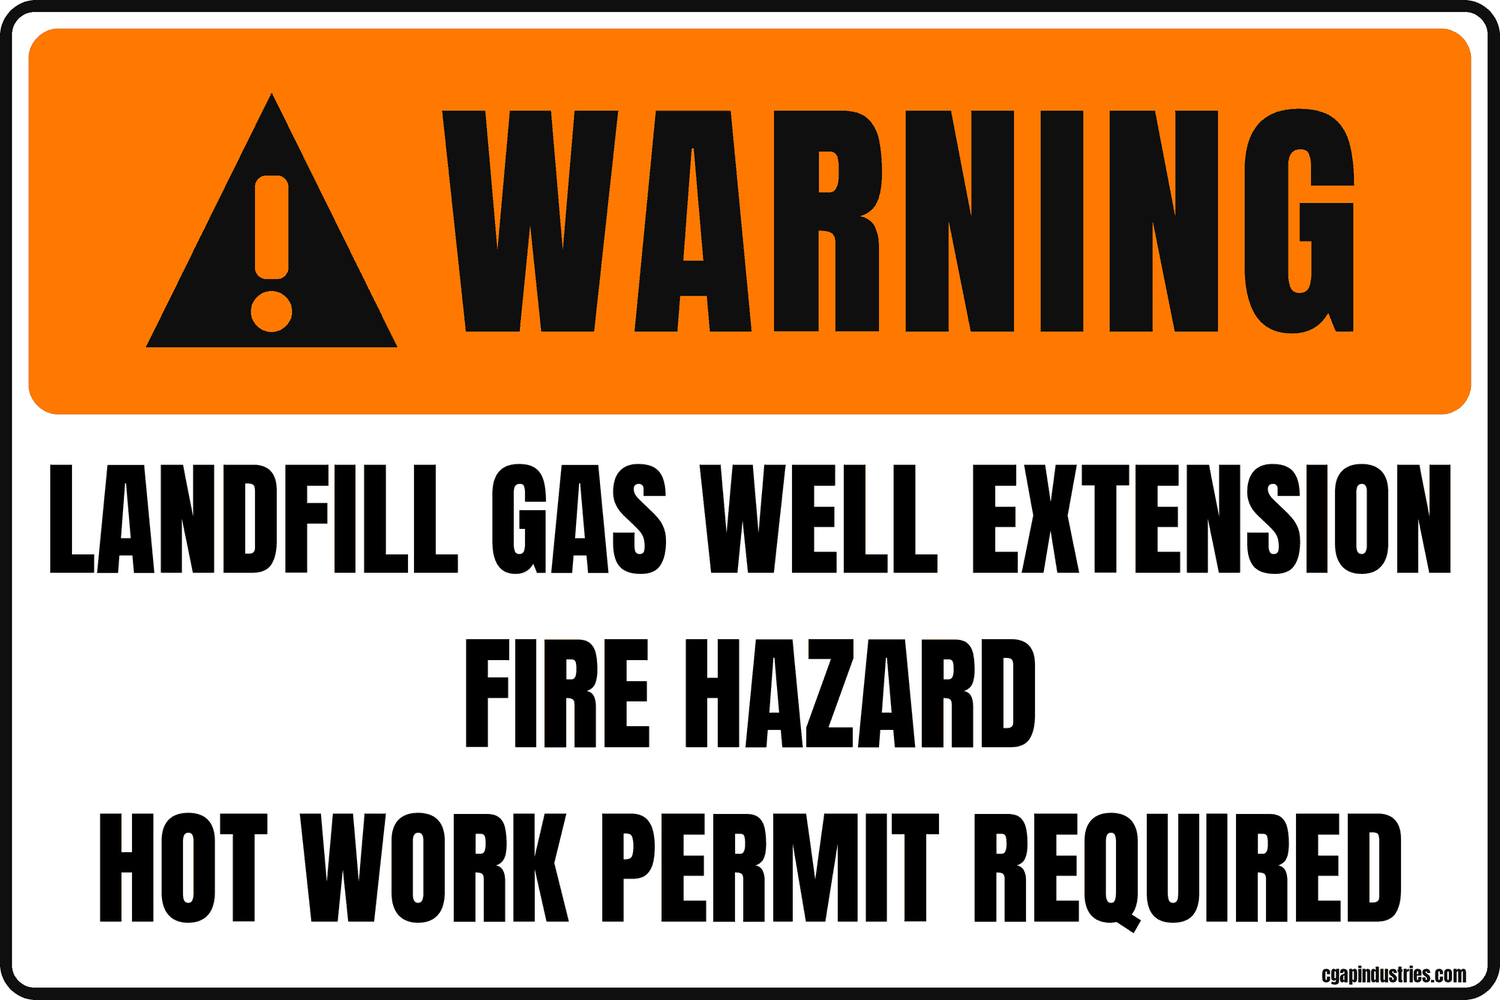 WARNING
LANDFILL GAS WELL EXTENSION
FIRE HAZARD
HOT WORK PERMIT REQUIRED
cgapindustries.com